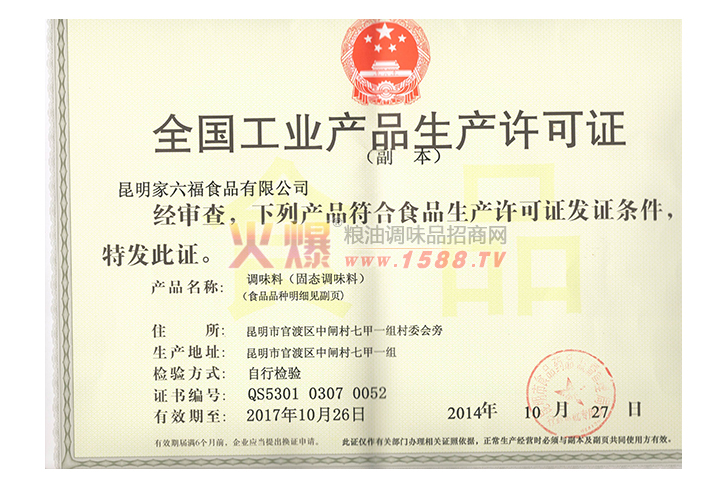 全国工业产品生产许可证
（副 本）
昆明家六福食品有限公司
经审查，下列产品符合食品生产许可证发证条件，
特发此证。
火爆® 粮油调味品招商网
www.1588.TV
产品名称： 调味料（固态调味料）
（食品品种明细见副页）
住 所： 昆明市官渡区中闸村七甲一组村委会旁
生产地址： 昆明市官渡区中闸村七甲一组
检验方式： 自行检验
证书编号： QS5301 0307 0052
有效期至： 2017年10月26日
2014年 10 月 27 日
有效期届满6个月前，企业应当提出换证申请。
此证仅作有关部门办理相关证照依据，正常生产经营时必须与副本及副页共同使用方有效。
食品